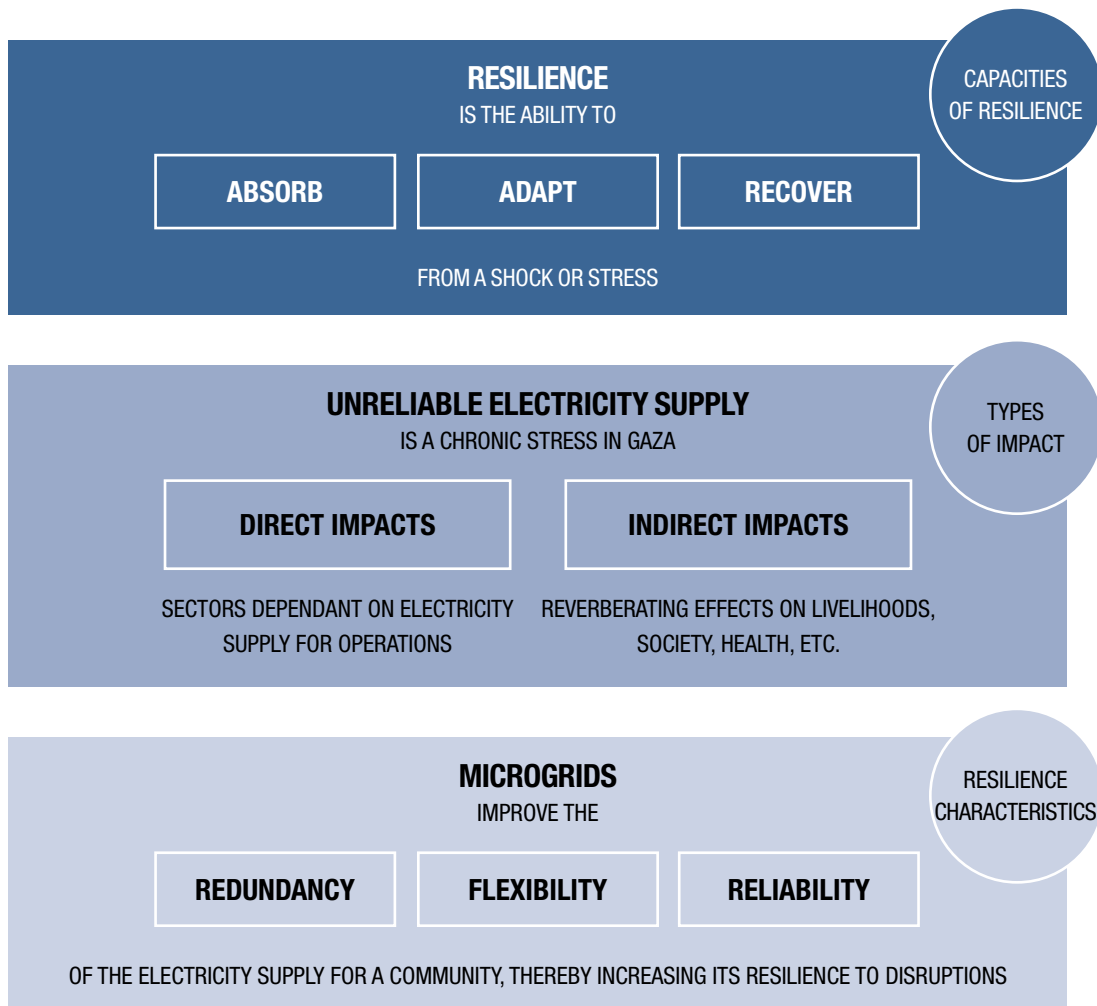 CAPACITIES
OF RESILIENCE
RESILIENCE
IS THE ABILITY TO
ABSORB
ADAPT
RECOVER
FROM A SHOCK OR STRESS
TYPES
OF IMPACT
UNRELIABLE ELECTRICITY SUPPLY
IS A CHRONIC STRESS IN GAZA
DIRECT IMPACTS
SECTORS DEPENDANT ON ELECTRICITY
SUPPLY FOR OPERATIONS
INDIRECT IMPACTS
REVERBERATING EFFECTS ON LIVELIHOODS,
SOCIETY, HEALTH, ETC.
RESILIENCE
CHARACTERISTICS
MICROGRIDS
IMPROVE THE
REDUNDANCY
FLEXIBILITY
RELIABILITY
OF THE ELECTRICITY SUPPLY FOR A COMMUNITY, THEREBY INCREASING ITS RESILIENCE TO DISRUPTIONS